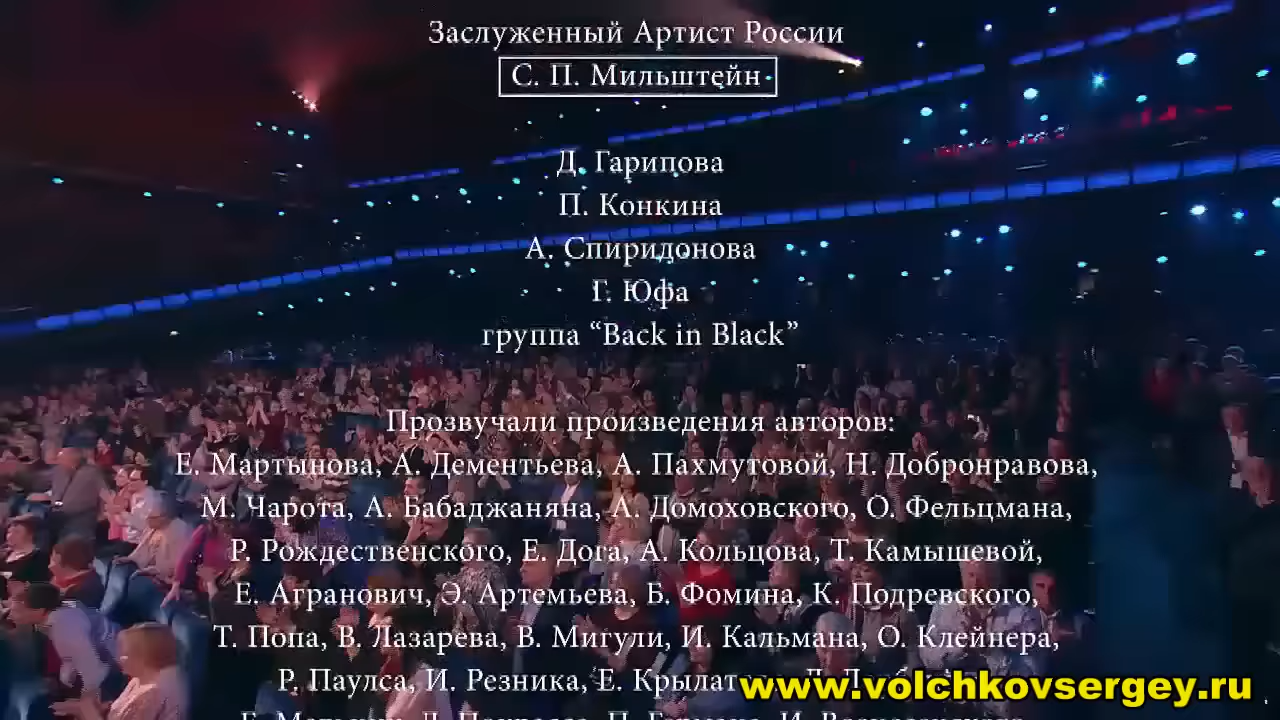 Заслуженный Артист России
С. П. Мильштейн
Д. Гарипова
П. Конкина
А. Спиридонова
Г. Юфа
группа “Back in Black”
Прозвучали произведения авторов:
Е. Мартынова, А. Дементьева, А. Пахмутовой, Н. Добронравова,
М. Чарота, А. Бабаджаняна, А. Домоховского, О. Фельцмана,
Р. Рождественского, Е. Дога, А. Кольцова, Т. Камышевой,
Е. Агранович, Э. Артемьева, Б. Фомина, К. Подревского,
Т. Попа, В. Лазарева, В. Мигули, И. Кальмана, О. Клейнера,
Р. Паулса, И. Резника, Е.
www.volchkovsergey.ru